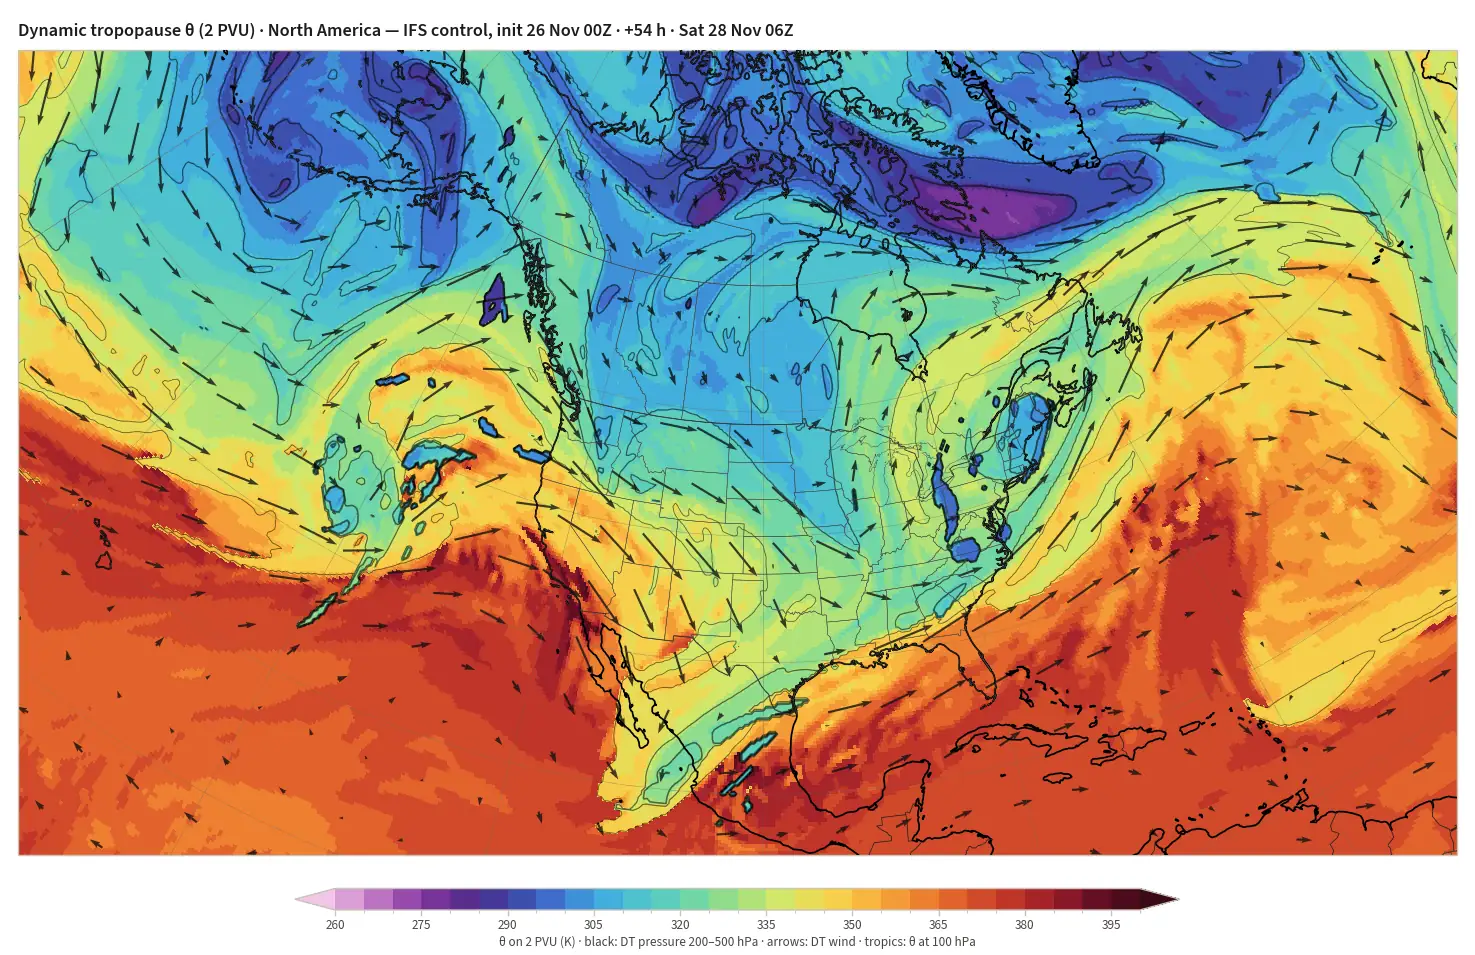 Dynamic tropopause θ (2 PVU) · North America — IFS control, init 26 Nov 00Z · +54 h · Sat 28 Nov 06Z
260 275 290 305 320 335 350 365 380 395
θ on 2 PVU (K) · black: DT pressure 200–500 hPa · arrows: DT wind · tropics: θ at 100 hPa